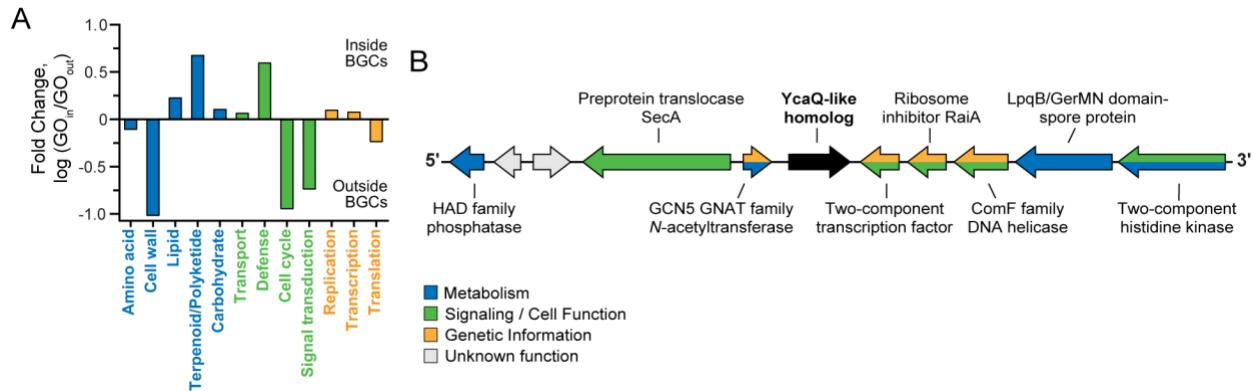 A
Fold Change,
log (GO_in/GO_out)
1.0
0.5
0
-0.5
-1.0
Inside
BGCs
Outside
BGCs
Amino acid
Cell wall
Lipid
Terpenoid/Polyketide
Carbohydrate
Transport
Defense
Cell cycle
Signal transduction
Replication
Transcription
Translation
B
Preprotein translocase
SecA
YcaQ-like
homolog
Ribosome
inhibitor RaiA
LpqB/GerMN domain-
spore protein
5'
3'
HAD family
phosphatase
GCN5 GNAT family
N-acetyltransferase
Two-component
transcription factor
ComF family
DNA helicase
Two-component
histidine kinase
Metabolism
Signaling / Cell Function
Genetic Information
Unknown function